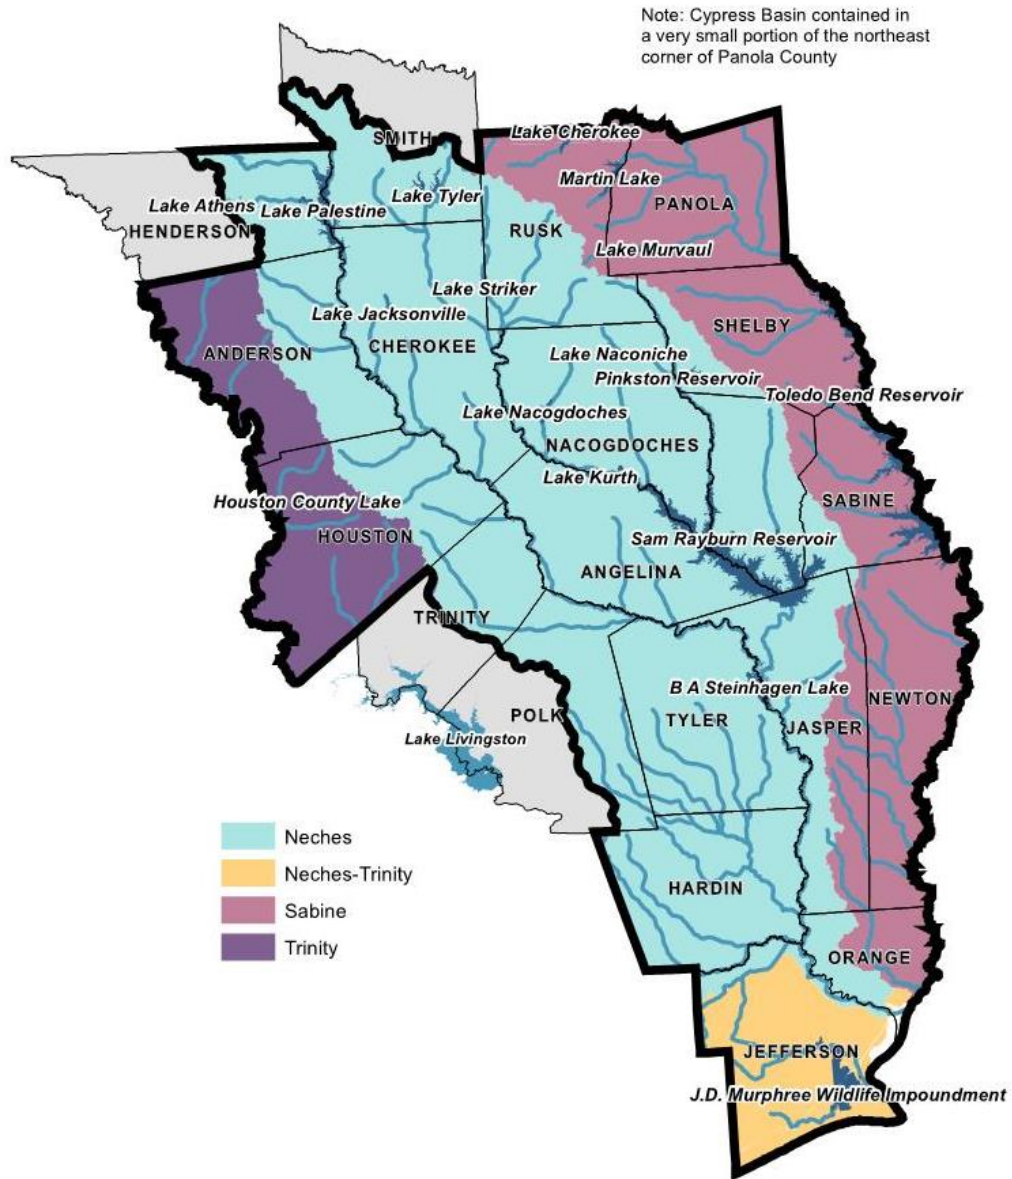 Note: Cypress Basin contained in
a very small portion of the northeast
corner of Panola County
SMITH
Lake Cherokee
Martin Lake
PANOLA
Lake Tyler
Lake Athens
Lake Palestine
HENDERSON
RUSK
Lake Murvaul
Lake Striker
Lake Jacksonville
SHELBY
CHEROKEE
ANDERSON
Lake Naconiche
Pinkston Reservoir
Toledo Bend Reservoir
Lake Nacogdoches
NACOGDOCHES
Lake Kurth
Houston County Lake
SABINE
HOUSTON
Sam Rayburn Reservoir
ANGELINA
TRINITY
B A Steinhagen Lake
NEWTON
POLK
TYLER
JASPER
Lake Livingston
Neches
Neches-Trinity
Sabine
Trinity
HARDIN
ORANGE
JEFFERSON
J.D. Murphree Wildlife Impoundment